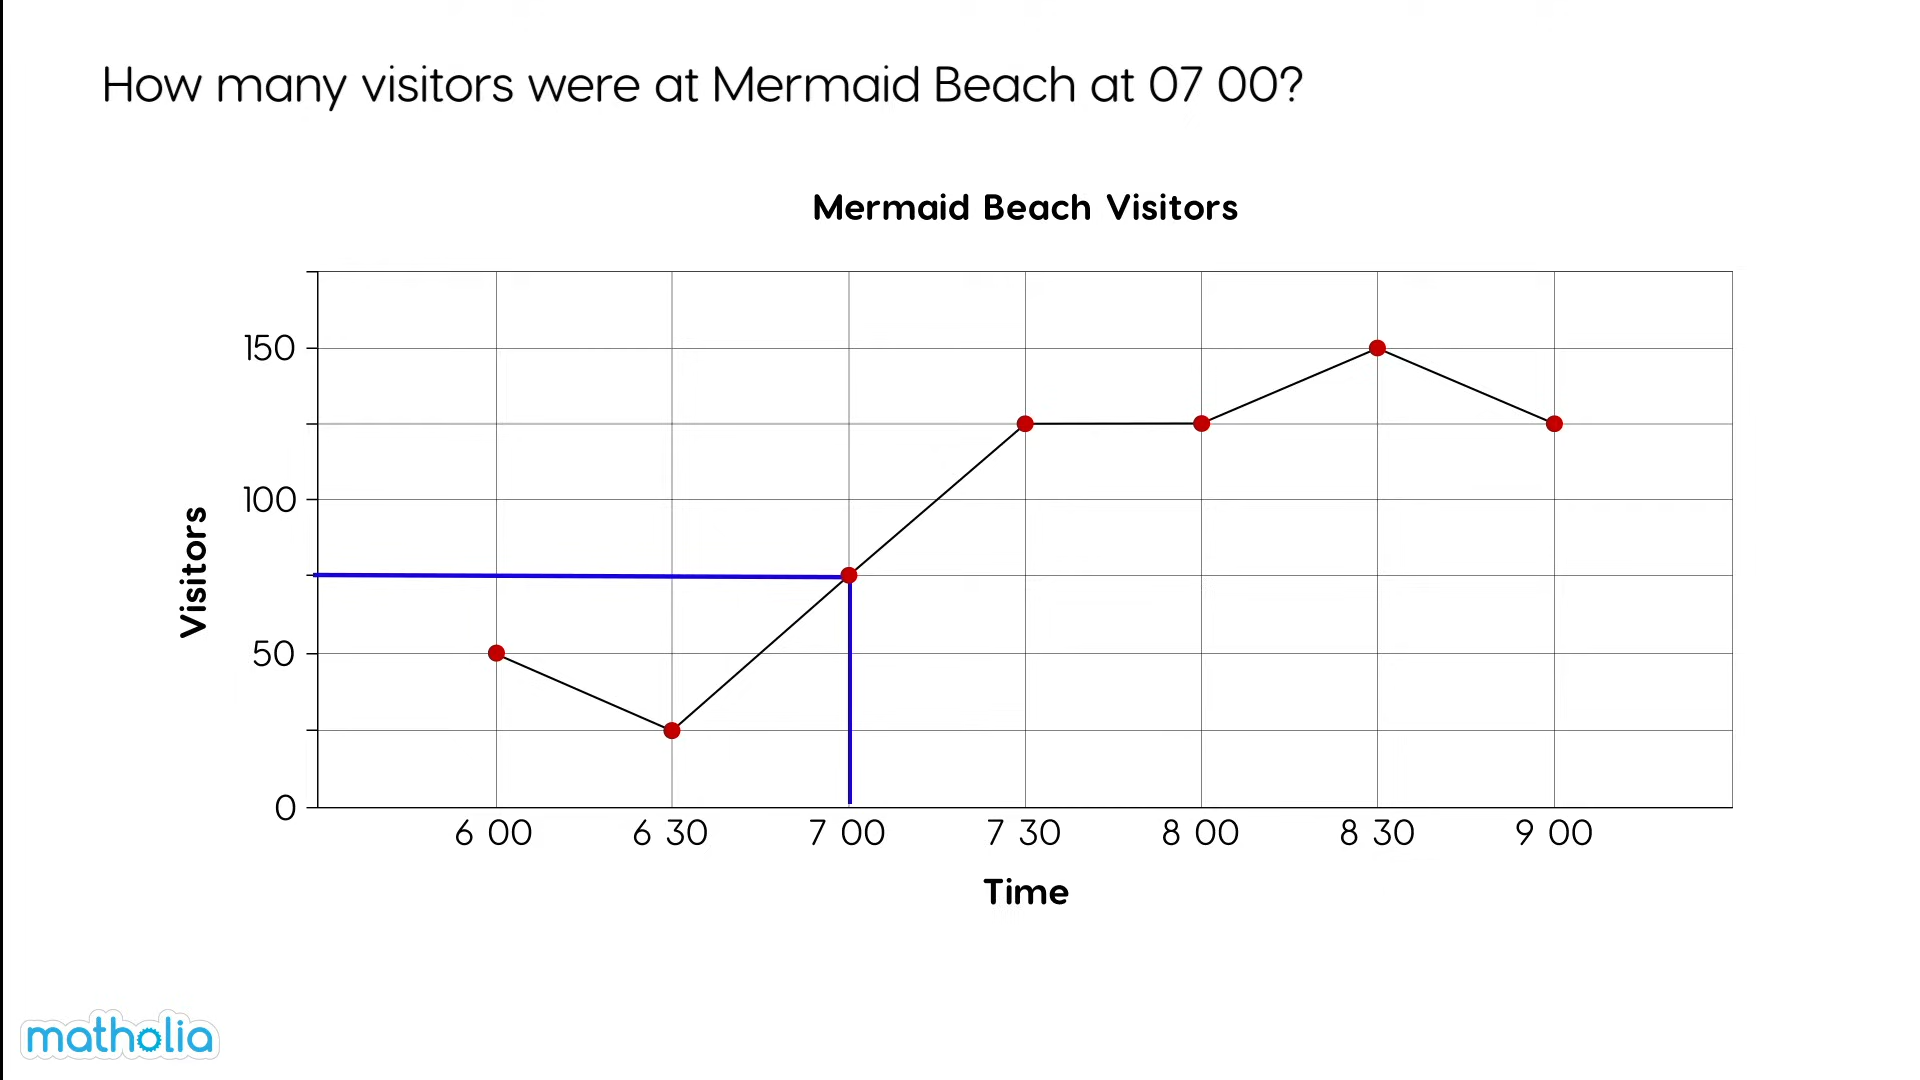 How many visitors were at Mermaid Beach at 07 00?
Mermaid Beach Visitors
150
100
50
0
Visitors
6 00 6 30 7 00 7 30 8 00 8 30 9 00
Time
matholia